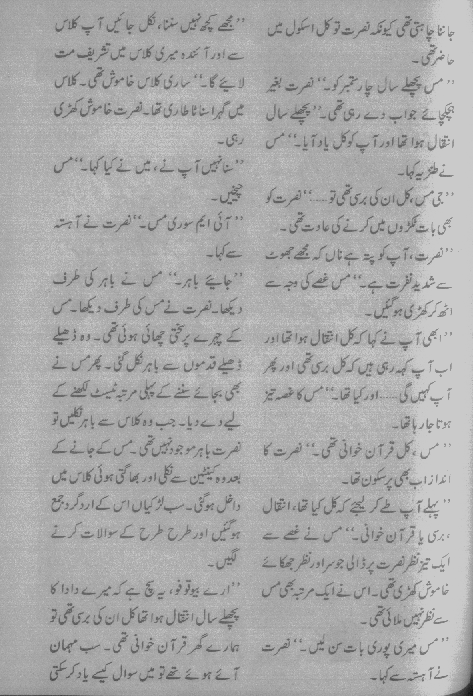 جاننا چاہتی تھی کیونکہ نصرت تو کل اسکول میں
حاضر تھی۔
”مس پچھلے سال چار ستمبر کو۔“ نصرت بغیر
ہچکچائے جواب دے رہی تھی۔ ”پچھلے سال
انتقال ہوا تھا اور آپ کو کل یاد آیا۔“ مس
نے طنزیہ کہا۔
”جی مس، کل ان کی برسی تھی تو.....“ نصرت کو
بھی بات ٹکڑوں میں کرنے کی عادت تھی۔
”نصرت، آپ کو پتہ ہے ناں کہ مجھے جھوٹ
سے شدید نفرت ہے۔“ مس غصے کی وجہ سے
اٹھ کر کھڑی ہو گئیں۔
”ابھی آپ نے کہا کہ کل انتقال ہوا تھا اور
اب آپ کہہ رہی ہیں کہ کل برسی تھی اور پھر
آپ کہیں گی..... اور کیا تھا۔“ مس کا غصہ تیز
ہوتا جا رہا تھا۔
”مس، کل قرآن خوانی تھی۔“ نصرت کا
انداز اب بھی پر سکون تھا۔
”پہلے آپ طے کر لیجیے کہ کل کیا تھا، انتقال
، برسی یا قرآن خوانی۔“ مس نے غصے سے
ایک تیز نظر نصرت پر ڈالی جو سر اور نظر جھکائے
خاموش کھڑی تھی۔ اس نے ایک مرتبہ بھی مس
سے نظر نہیں ملائی تھی۔
”مس میری پوری بات سن لیں۔“ نصرت
نے آہستہ سے کہا۔
”مجھے کچھ نہیں سننا، نکل جائیں آپ کلاس
سے اور آئندہ میری کلاس میں تشریف مت
لائیے گا۔“ ساری کلاس خاموش تھی۔ کلاس
میں گہرا سناٹا طاری تھا۔ نصرت خاموش کھڑی
رہی۔
”سنا نہیں آپ نے، میں نے کیا کہا۔“ مس
چیخیں۔
”آئی ایم سوری مس۔“ نصرت نے آہستہ
سے کہا۔
”جائیے باہر۔“ مس نے باہر کی طرف
دیکھا۔ نصرت نے مس کی طرف دیکھا۔ مس
کے چہرے پر سختی چھائی ہوئی تھی۔ وہ ڈھیلے
ڈھیلے قدموں سے باہر نکل گئی۔ پھر مس نے
بھی بجائے سننے کے پہلی مرتبہ ٹیسٹ لکھنے کے
لیے دے دیا۔ جب وہ کلاس سے باہر نکلیں تو
نصرت باہر موجود نہیں تھی۔ مس کے جانے کے
بعد وہ کینٹین سے نکلی اور بھاگتی ہوئی کلاس میں
داخل ہو گئی۔ سب لڑکیاں اس کے ارد گرد جمع
ہو گئیں اور طرح طرح کے سوالات کرنے
لگیں۔
”ارے بیوقوفو، یہ سچ ہے کہ میرے دادا کا
پچھلے سال انتقال ہوا تھا کل ان کی برسی تھی تو
ہمارے گھر قرآن خوانی تھی۔ سب مہمان
آئے ہوئے تھے تو میں سوال کیسے یاد کر سکتی